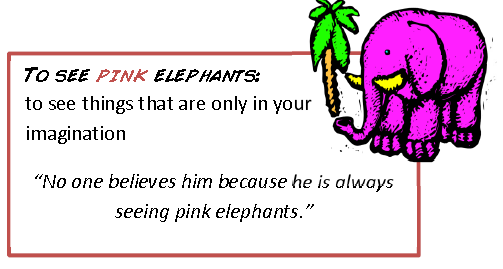 TO SEE PINK ELEPHANTS:
to see things that are only in your
imagination
“No one believes him because he is always
seeing pink elephants.”